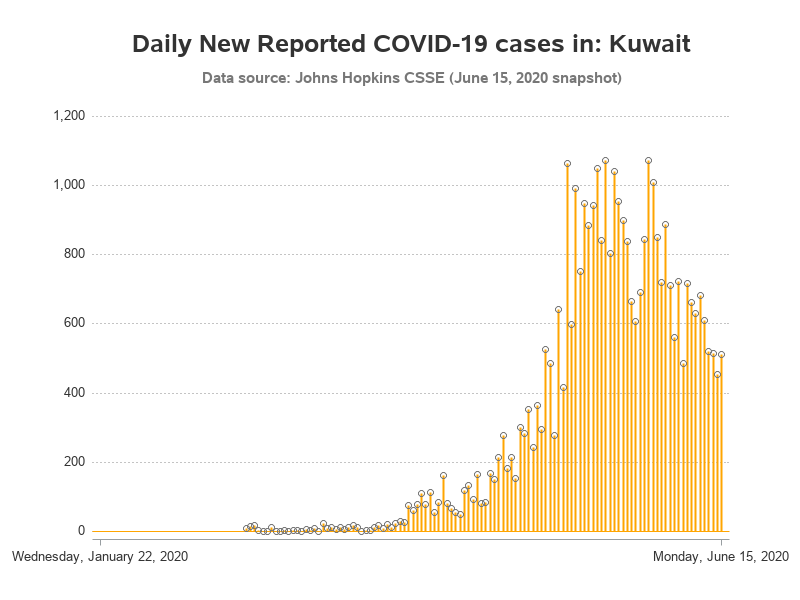 Daily New Reported COVID-19 cases in: Kuwait
Data source: Johns Hopkins CSSE (June 15, 2020 snapshot)
1,200
1,000
800
600
400
200
0
Wednesday, January 22, 2020 Monday, June 15, 2020